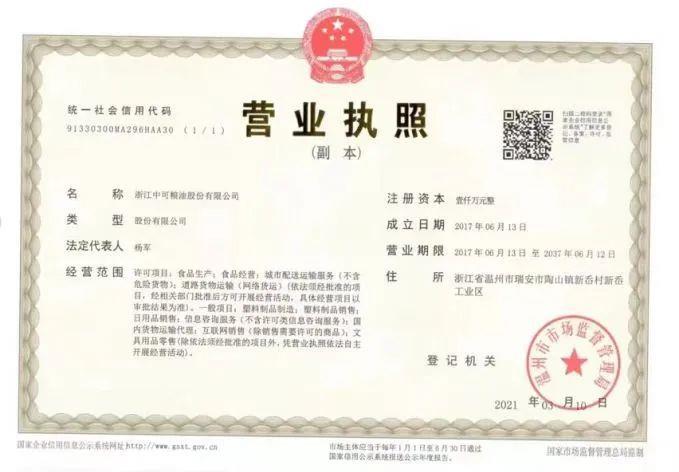 统一社会信用代码
91330300MA296HAA30 (1/1)
营业执照
(副 本)
扫描二维码登录“国
家企业信用信息公
示系统”了解更多登
记、备案、许可、监
管信息
名 称 浙江中可粮油股份有限公司
类 型 股份有限公司
法定代表人 杨军
经营范围 许可项目：食品生产；食品经营；城市配送运输服务（不含
危险货物）；道路货物运输（网络货运）(依法须经批准的项
目，经相关部门批准后方可开展经营活动，具体经营项目以
审批结果为准)。一般项目：塑料制品制造；塑料制品销售；
日用品销售；信息咨询服务（不含许可类信息咨询服务）；国
内货物运输代理；互联网销售（除销售需要许可的商品）；文
具用品零售(除依法须经批准的项目外，凭营业执照依法自主
开展经营活动)。
注册资本 壹仟万元整
成立日期 2017年06月13日
营业期限 2017年06月13日 至 2037年06月12日
住 所 浙江省温州市瑞安市陶山镇新岙村新岙
工业区
登记机关
温州市市场监督管理局
2021 年 03 月 10 日
国家企业信用信息公示系统网址:http://www.gsxt.gov.cn
市场主体应当于每年1月1日至6月30日通过
国家企业信用信息公示系统报送公示年度报告。
国家市场监督管理总局监制